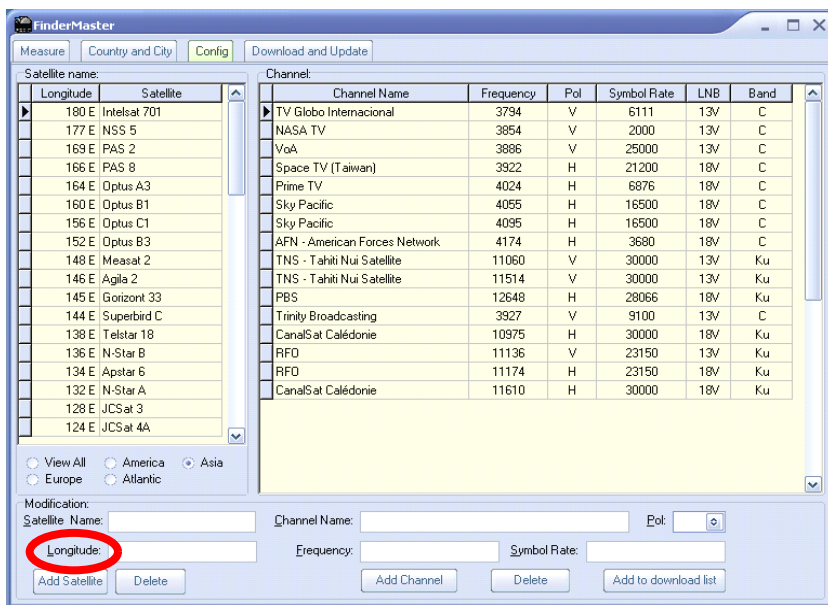 FinderMaster
Measure Country and City Config Download and Update
Satellite name: Channel:
Longitude Satellite Channel Name Frequency Pol Symbol Rate LNB Band
180 E Intelsat 701 TV Globo Internacional 3794 V 6111 13V C
177 E NSS 5 NASA TV 3854 V 2000 13V C
169 E PAS 2 VoA 3886 V 25000 13V C
166 E PAS 8 Space TV (Taiwan) 3922 H 21200 18V C
164 E Optus A3 Prime TV 4024 H 6876 18V C
160 E Optus B1 Sky Pacific 4055 H 16500 18V C
156 E Optus C1 Sky Pacific 4095 H 16500 18V C
152 E Optus B3 AFN - American Forces Network 4174 H 3680 18V C
148 E Measat 2 TNS - Tahiti Nui Satellite 11060 V 30000 13V Ku
146 E Agila 2 TNS - Tahiti Nui Satellite 11514 V 30000 13V Ku
145 E Gorizont 33 PBS 12648 H 28066 18V Ku
144 E Superbird C Trinity Broadcasting 3927 V 9100 13V C
138 E Telstar 18 CanalSat Calédonie 10975 H 30000 18V Ku
136 E N-Star B RFO 11136 V 23150 13V Ku
134 E Apstar 6 RFO 11174 H 23150 18V Ku
132 E N-Star A CanalSat Calédonie 11610 H 30000 18V Ku
128 E JCSat 3
124 E JCSat 4A
View All America Asia
Europe Atlantic
Modification:
Satellite Name: Channel Name: Pol:
Longitude: Frequency: Symbol Rate:
Add Satellite Delete Add Channel Delete Add to download list